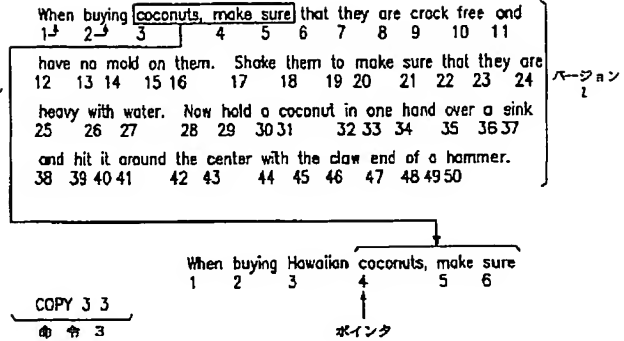 When buying coconuts, make sure that they are crack free and
1 2 3 4 5 6 7 8 9 10 11
have no mold on them. Shake them to make sure that they are
12 13 14 15 16 17 18 19 20 21 22 23 24
heavy with water. Now hold a coconut in one hand over a sink
25 26 27 28 29 30 31 32 33 34 35 36 37
and hit it around the center with the claw end of a hammer.
38 39 40 41 42 43 44 45 46 47 48 49 50
バージョン
1
When buying Hawaiian coconuts, make sure
1 2 3 4 5 6
COPY 3 3
命令 3
ポインタ